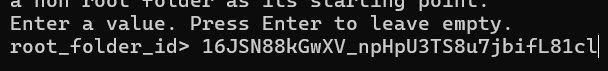 a non root folder as its starting point.
Enter a value. Press Enter to leave empty.
root_folder_id> 16JSN88kGwXV_npHpU3TS8u7jbifL81cl